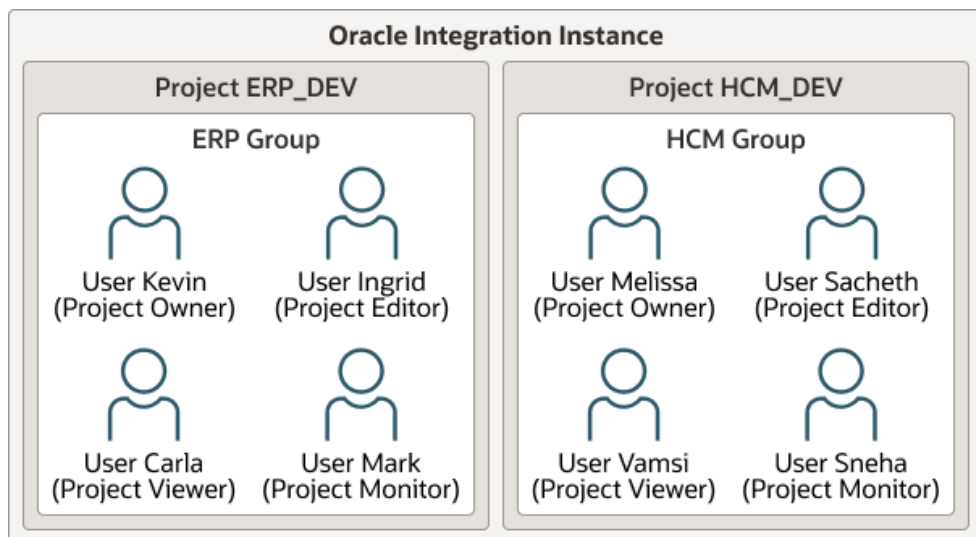 Oracle Integration Instance
Project ERP_DEV
ERP Group
User Kevin
(Project Owner)
User Ingrid
(Project Editor)
User Carla
(Project Viewer)
User Mark
(Project Monitor)
Project HCM_DEV
HCM Group
User Melissa
(Project Owner)
User Sacheth
(Project Editor)
User Vamsi
(Project Viewer)
User Sneha
(Project Monitor)